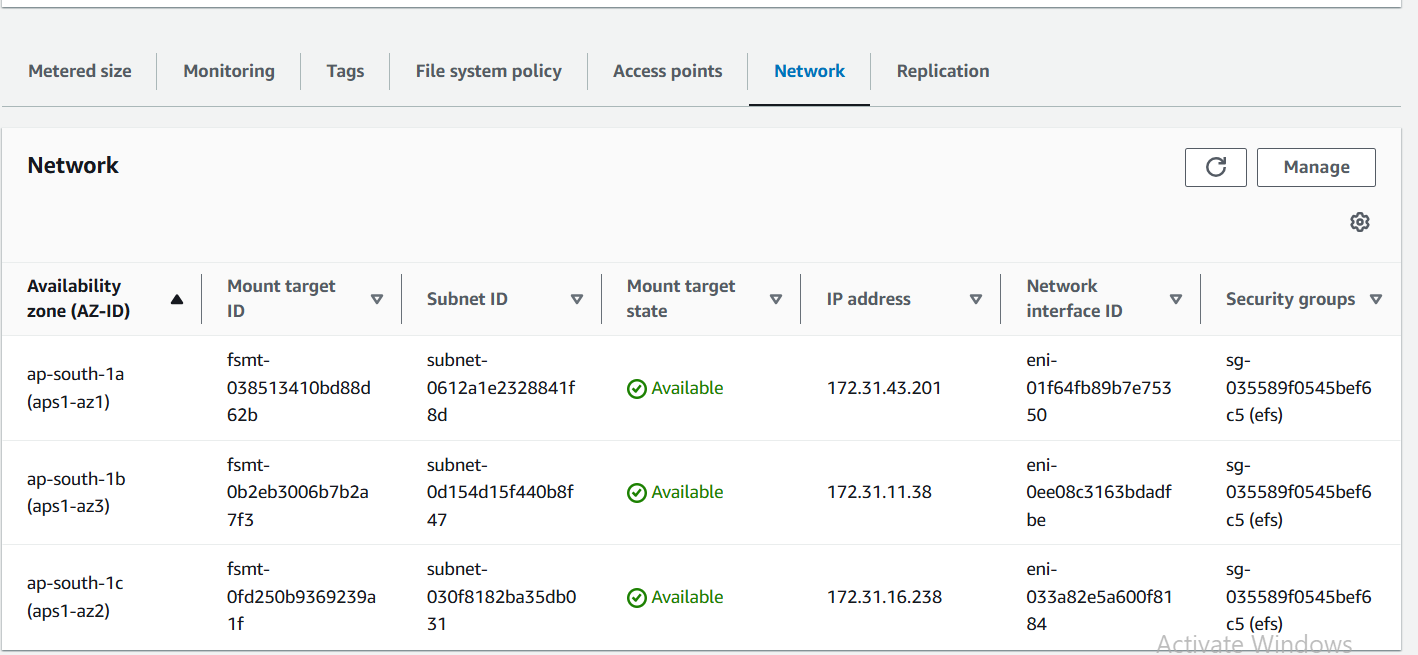 Metered size Monitoring Tags File system policy Access points Network Replication
Network
Manage
Availability zone (AZ-ID) Mount target ID Subnet ID Mount target state IP address Network interface ID Security groups
ap-south-1a (aps1-az1) fsmt-038513410bd88d62b subnet-0612a1e2328841f8d Available 172.31.43.201 eni-01f64fb89b7e75350 sg-035589f0545bef6c5 (efs)
ap-south-1b (aps1-az3) fsmt-0b2eb3006b7b2a7f3 subnet-0d154d15f440b8f47 Available 172.31.11.38 eni-0ee08c3163bdadfbe sg-035589f0545bef6c5 (efs)
ap-south-1c (aps1-az2) fsmt-0fd250b9369239a1f subnet-030f8182ba35db031 Available 172.31.16.238 eni-033a82e5a600f8184 sg-035589f0545bef6c5 (efs)
Activate Windows